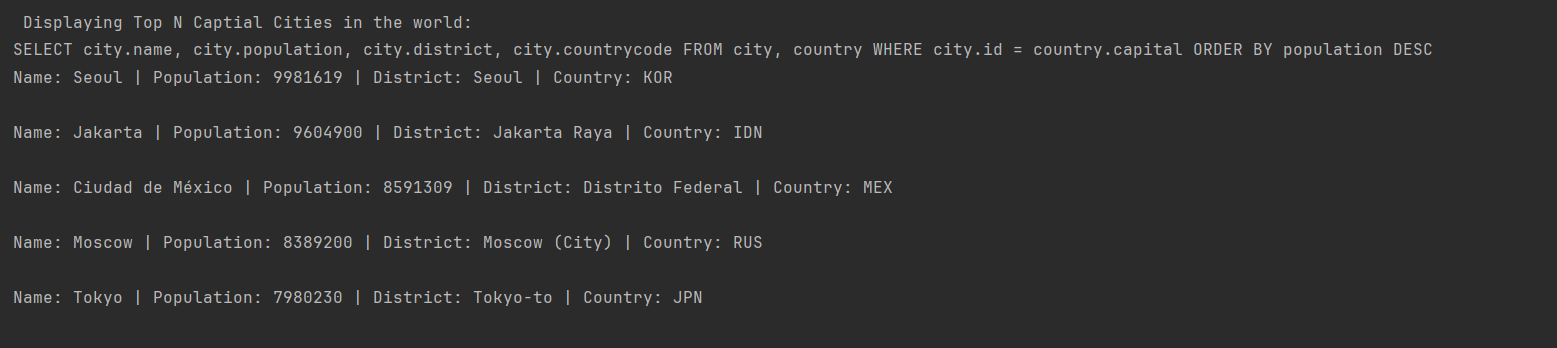 Displaying Top N Captial Cities in the world:
SELECT city.name, city.population, city.district, city.countrycode FROM city, country WHERE city.id = country.capital ORDER BY population DESC
Name: Seoul | Population: 9981619 | District: Seoul | Country: KOR
Name: Jakarta | Population: 9604900 | District: Jakarta Raya | Country: IDN
Name: Ciudad de México | Population: 8591309 | District: Distrito Federal | Country: MEX
Name: Moscow | Population: 8389200 | District: Moscow (City) | Country: RUS
Name: Tokyo | Population: 7980230 | District: Tokyo-to | Country: JPN